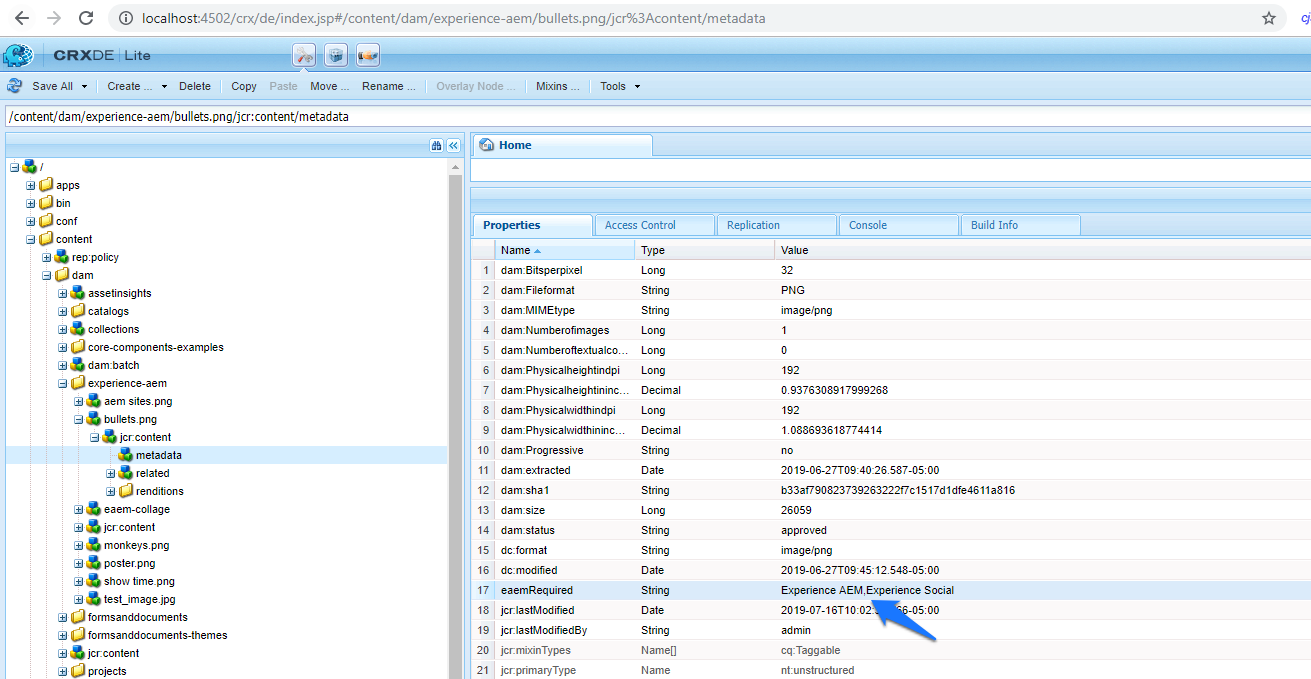 localhost:4502/crx/de/index.jsp#/content/dam/experience-aem/bullets.png/jcr%3Acontent/metadata
CRXDE | Lite
Save All Create ... Delete Copy Paste Move ... Rename ... Overlay Node ... Mixins ... Tools
/content/dam/experience-aem/bullets.png/jcr:content/metadata
/
apps
bin
conf
content
rep:policy
dam
assetinsights
catalogs
collections
core-components-examples
dam:batch
experience-aem
aem sites.png
bullets.png
jcr:content
metadata
related
renditions
eaem-collage
jcr:content
monkeys.png
poster.png
show time.png
test_image.jpg
formsanddocuments
formsanddocuments-themes
jcr:content
projects
Home
Properties Access Control Replication Console Build Info
Name Type Value
1 dam:Bitsperpixel Long 32
2 dam:Fileformat String PNG
3 dam:MIMEtype String image/png
4 dam:Numberofimages Long 1
5 dam:Numberoftextualco... Long 0
6 dam:Physicalheightindpi Long 192
7 dam:Physicalheightininc... Decimal 0.9376308917999268
8 dam:Physicalwidthindpi Long 192
9 dam:Physicalwidthininc... Decimal 1.088693618774414
10 dam:Progressive String no
11 dam:extracted Date 2019-06-27T09:40:26.587-05:00
12 dam:sha1 String b33af790823739263222f7c1517d1dfe4611a816
13 dam:size Long 26059
14 dam:status String approved
15 dc:format String image/png
16 dc:modified Date 2019-06-27T09:45:12.548-05:00
17 eaemRequired String Experience AEM,Experience Social
18 jcr:lastModified Date
19 jcr:lastModifiedBy String admin
20 jcr:mixinTypes Name[] cq:Taggable
21 jcr:primaryType Name nt:unstructured